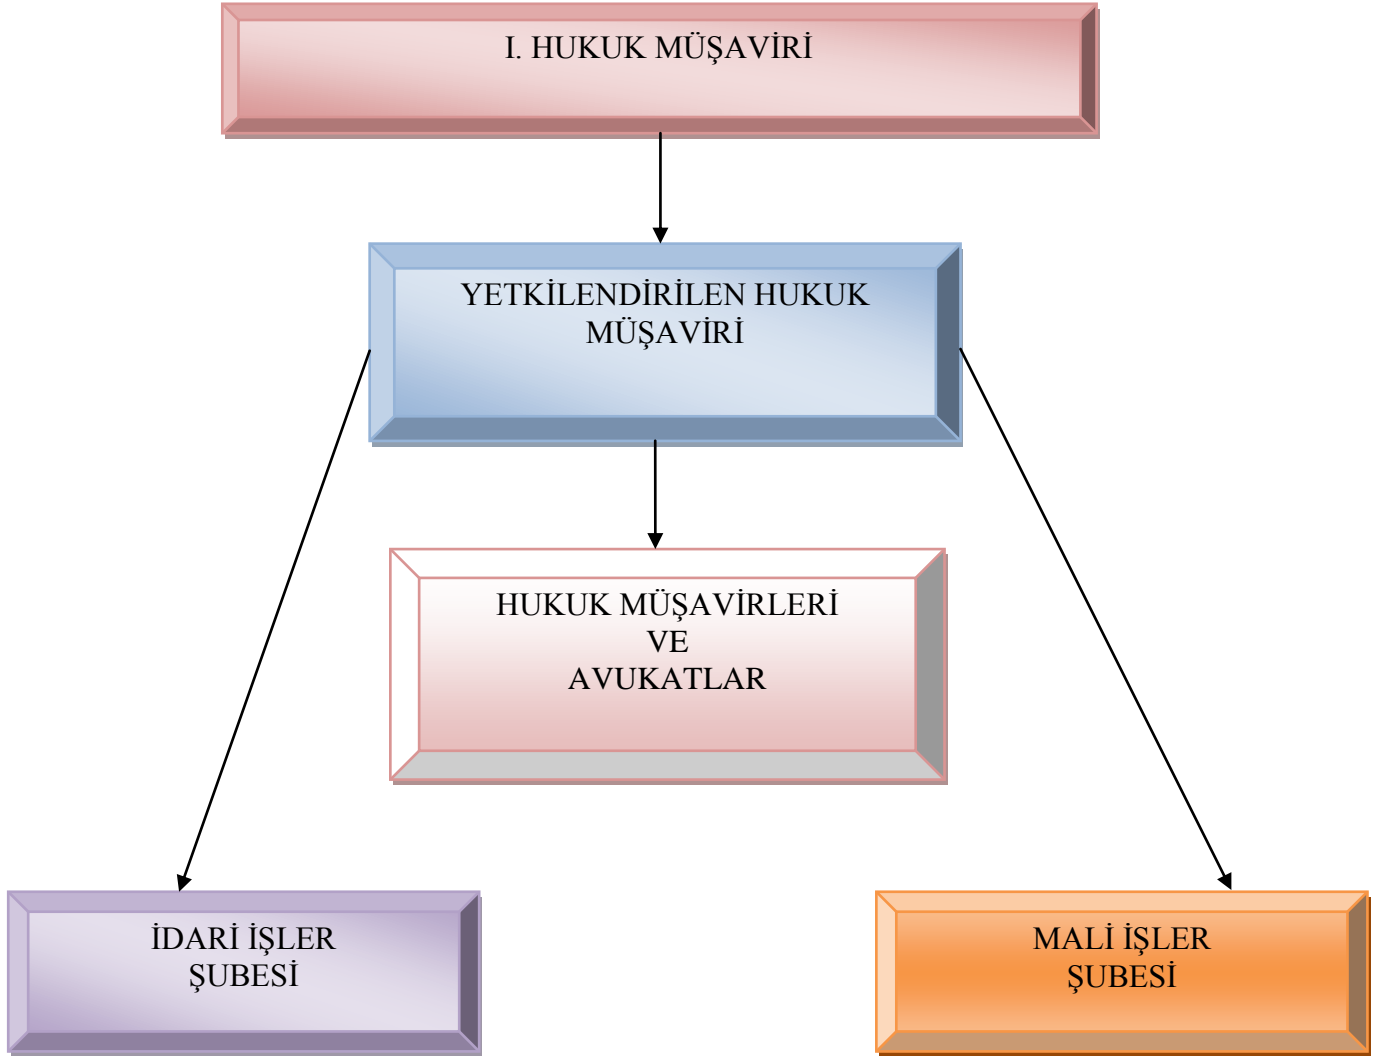 I. HUKUK MÜŞAVİRİ
YETKİLENDİRİLEN HUKUK
MÜŞAVİRİ
HUKUK MÜŞAVİRLERİ
VE
AVUKATLAR
İDARİ İŞLER
ŞUBESİ
MALİ İŞLER
ŞUBESİ